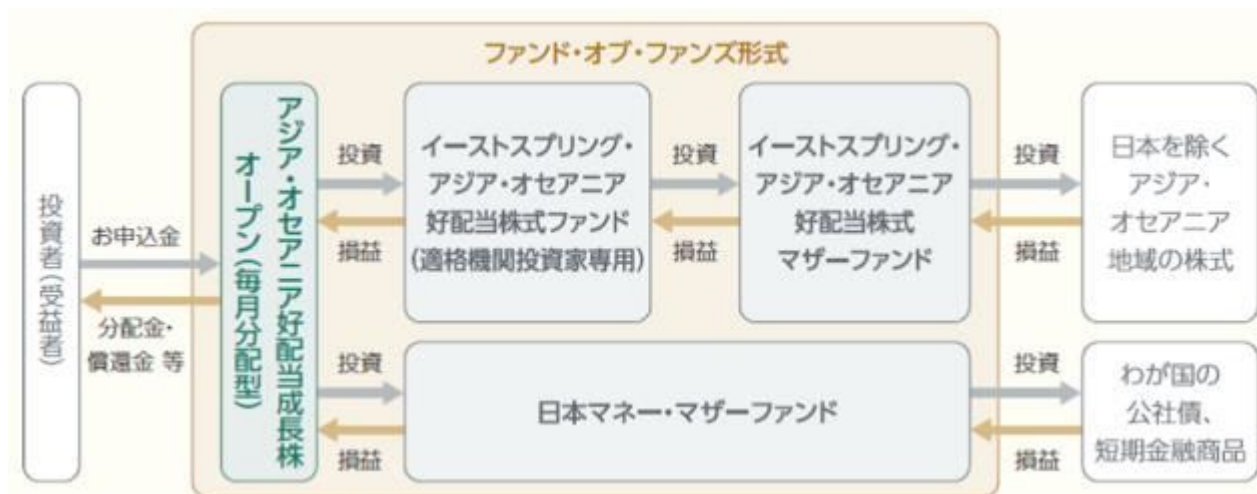 ファンド・オブ・ファンズ形式
投資者(受益者)
お申込金
分配金・
償還金 等
アジア・オセアニア好配当成長株
オープン(毎月分配型)
投資
損益
イーストスプリング・
アジア・オセアニア
好配当株式ファンド
(適格機関投資家専用)
投資
損益
イーストスプリング・
アジア・オセアニア
好配当株式
マザーファンド
投資
損益
日本を除く
アジア・
オセアニア
地域の株式
投資
損益
日本マネー・マザーファンド
投資
損益
わが国の
公社債、
短期金融商品